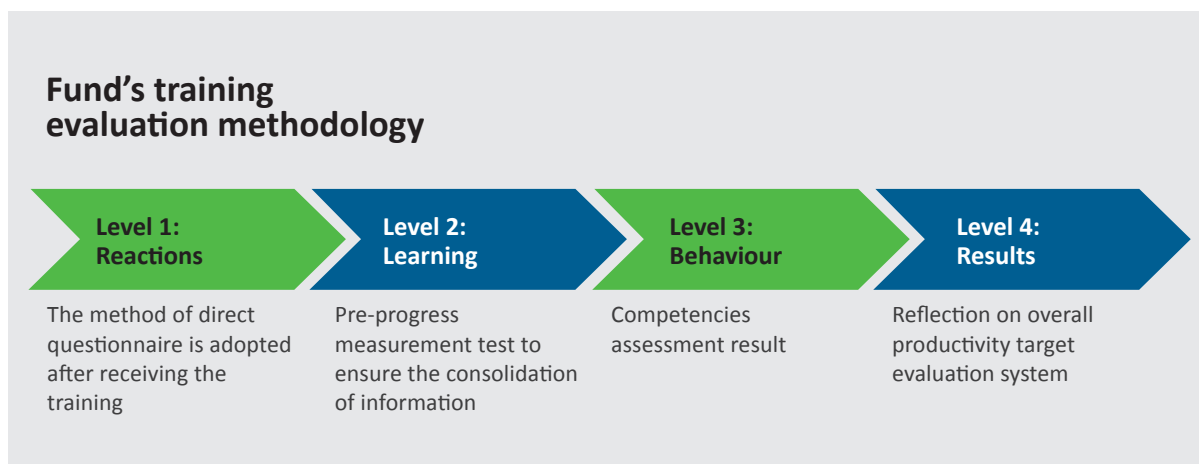 Fund's training
evaluation methodology
Level 1:
Reactions
The method of direct
questionnaire is adopted
after receiving the
training
Level 2:
Learning
Pre-progress
measurement test to
ensure the consolidation
of information
Level 3:
Behaviour
Competencies
assessment result
Level 4:
Results
Reflection on overall
productivity target
evaluation system